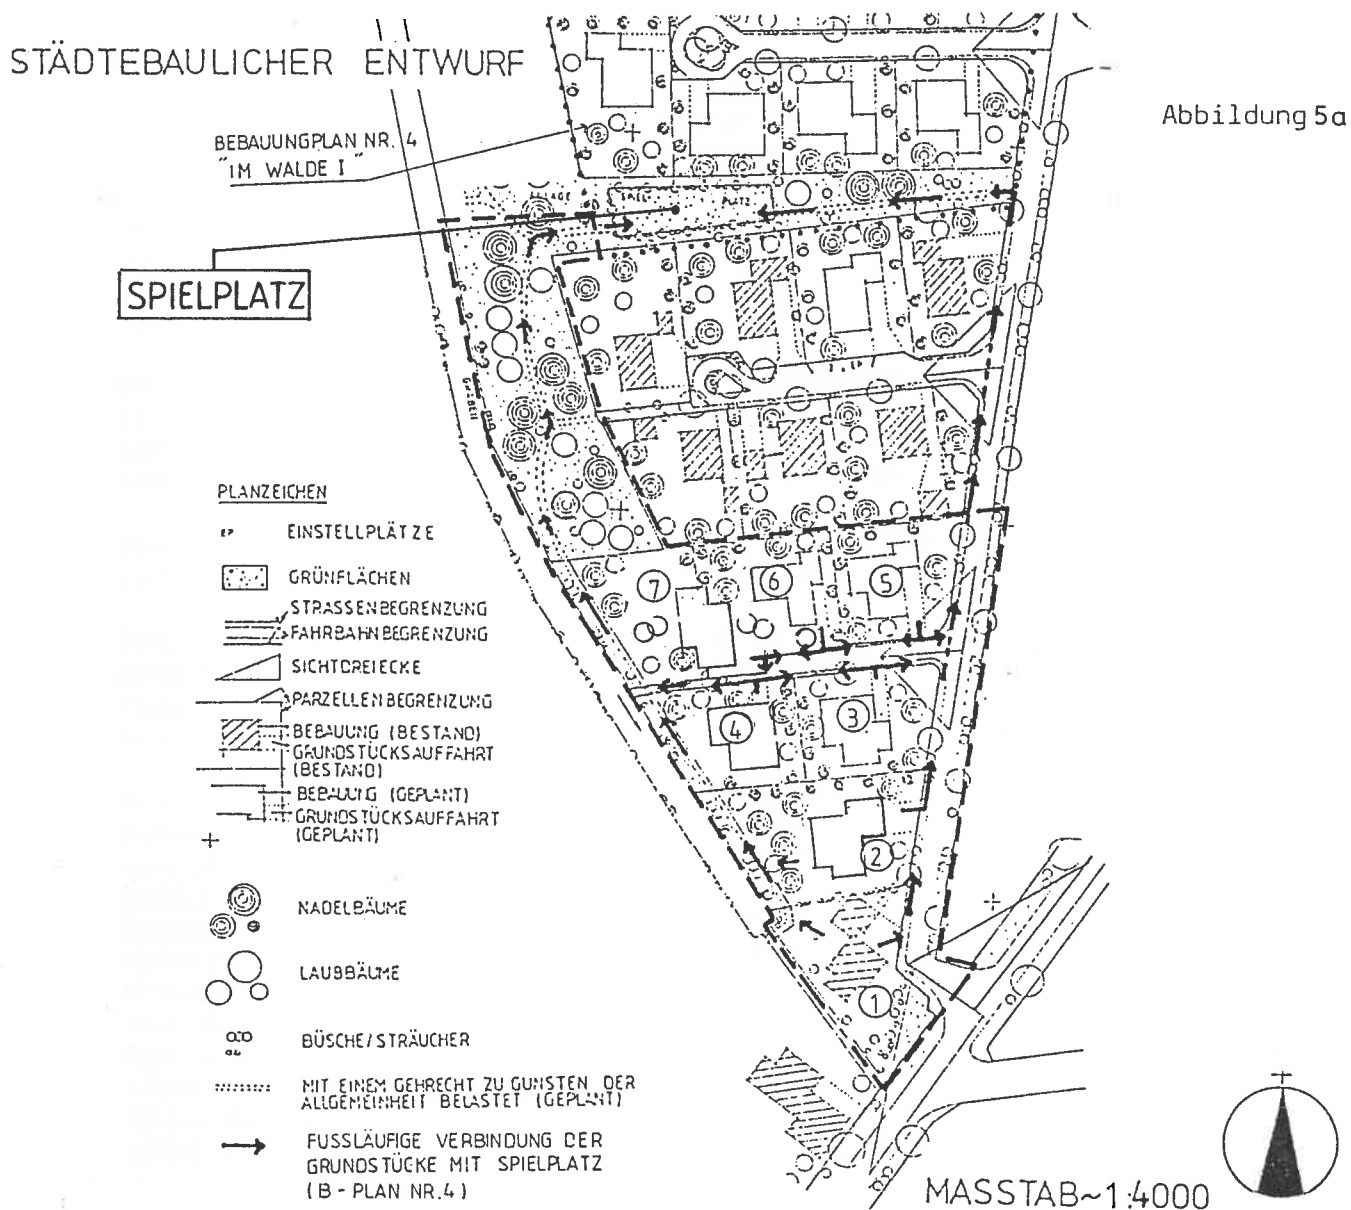 STÄDTEBAULICHER ENTWURF
Abbildung 5a
BEBAUUNGPLAN NR. 4
"IM WALDE I"
PLATZ
SPIELPLATZ
GRABEN
PLANZEICHEN
EINSTELLPLÄTZE
GRÜNFLÄCHEN
STRASSENBEGRENZUNG
FAHRBAHNBEGRENZUNG
SICHTDREIECKE
PARZELLENBEGRENZUNG
BEBAUUNG (BESTAND)
GRUNDSTÜCKSAUFFAHRT
(BESTAND)
BEBAUUNG (GEPLANT)
GRUNDSTÜCKSAUFFAHRT
(GEPLANT)
NADELBÄUME
LAUBBÄUME
BÜSCHE/STRÄUCHER
MIT EINEM GEHRECHT ZU GUNSTEN DER
ALLGEMEINHEIT BELASTET (GEPLANT)
FUSSLÄUFIGE VERBINDUNG DER
GRUNDSTÜCKE MIT SPIELPLATZ
(B-PLAN NR.4)
7
6
5
4
3
2
1
MASSTAB~1:4000